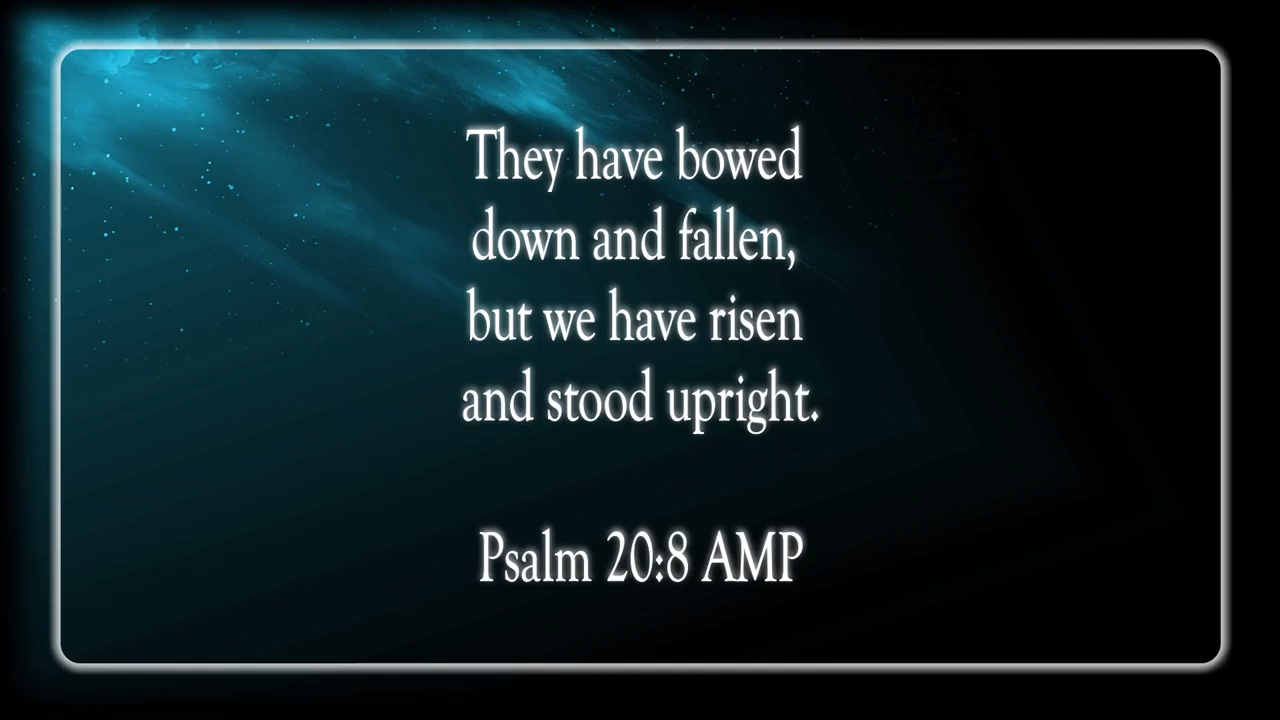 They have bowed
down and fallen,
but we have risen
and stood upright.
Psalm 20:8 AMP